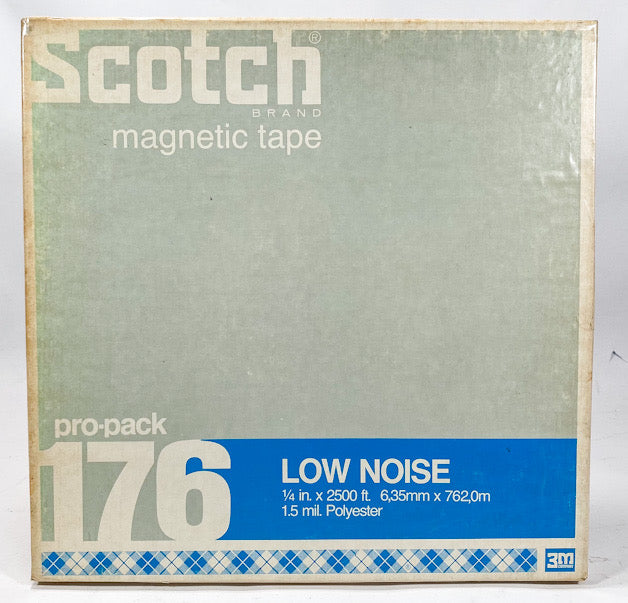 Scotch®
BRAND
magnetic tape
pro-pack
176
LOW NOISE
¼ in. x 2500 ft. 6,35mm x 762,0m
1.5 mil. Polyester
®
3M
COMPANY